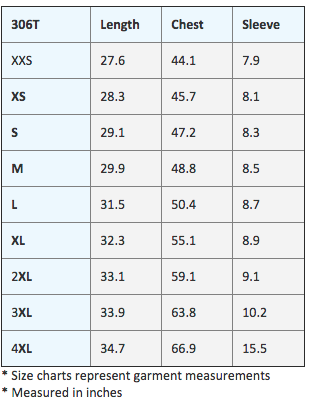 306T Length Chest Sleeve
XXS 27.6 44.1 7.9
XS 28.3 45.7 8.1
S 29.1 47.2 8.3
M 29.9 48.8 8.5
L 31.5 50.4 8.7
XL 32.3 55.1 8.9
2XL 33.1 59.1 9.1
3XL 33.9 63.8 10.2
4XL 34.7 66.9 15.5
* Size charts represent garment measurements
* Measured in inches